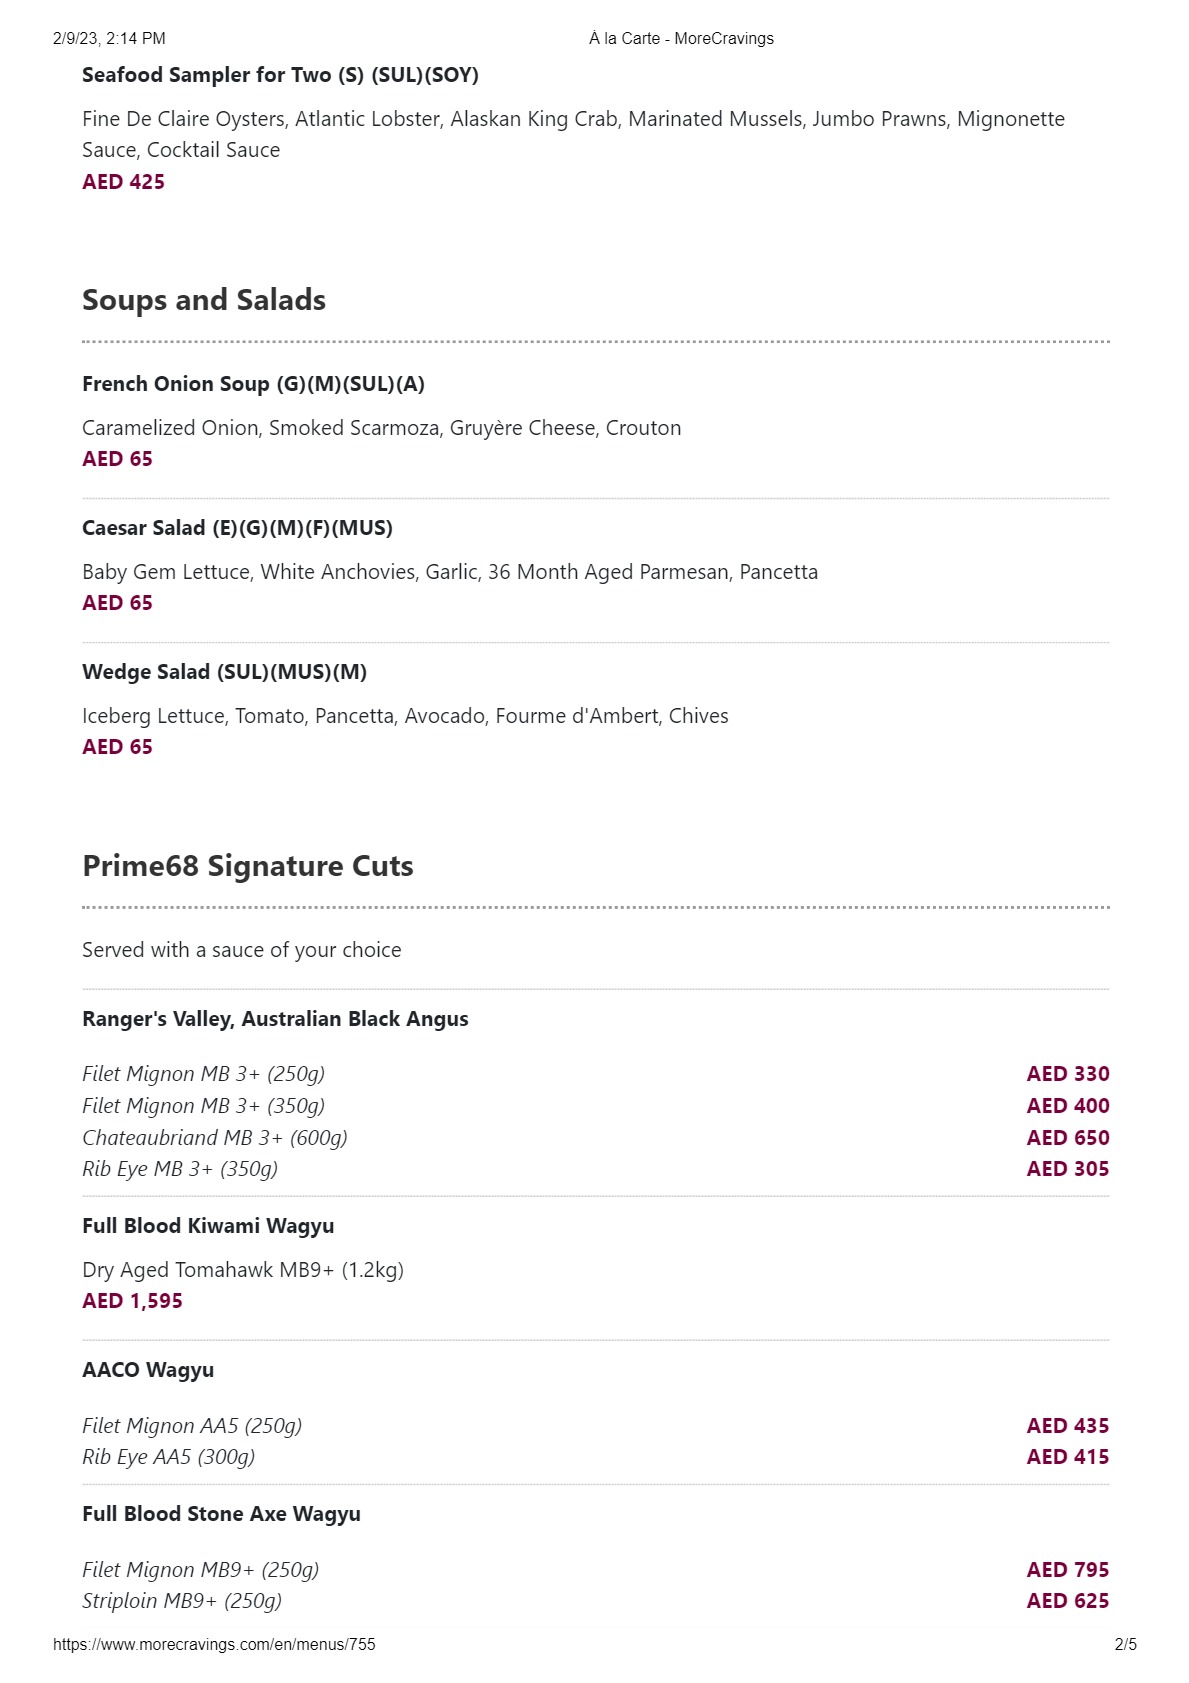 2/9/23, 2:14 PM
À la Carte - MoreCravings
Seafood Sampler for Two (S) (SUL)(SOY)
Fine De Claire Oysters, Atlantic Lobster, Alaskan King Crab, Marinated Mussels, Jumbo Prawns, Mignonette
Sauce, Cocktail Sauce
AED 425
Soups and Salads
French Onion Soup (G)(M)(SUL)(A)
Caramelized Onion, Smoked Scarmoza, Gruyère Cheese, Crouton
AED 65
Caesar Salad (E)(G)(M)(F)(MUS)
Baby Gem Lettuce, White Anchovies, Garlic, 36 Month Aged Parmesan, Pancetta
AED 65
Wedge Salad (SUL)(MUS)(M)
Iceberg Lettuce, Tomato, Pancetta, Avocado, Fourme d'Ambert, Chives
AED 65
Prime68 Signature Cuts
Served with a sauce of your choice
Ranger's Valley, Australian Black Angus
Filet Mignon MB 3+ (250g) AED 330
Filet Mignon MB 3+ (350g) AED 400
Chateaubriand MB 3+ (600g) AED 650
Rib Eye MB 3+ (350g) AED 305
Full Blood Kiwami Wagyu
Dry Aged Tomahawk MB9+ (1.2kg)
AED 1,595
AACO Wagyu
Filet Mignon AA5 (250g) AED 435
Rib Eye AA5 (300g) AED 415
Full Blood Stone Axe Wagyu
Filet Mignon MB9+ (250g) AED 795
Striploin MB9+ (250g) AED 625
https://www.morecravings.com/en/menus/755
2/5